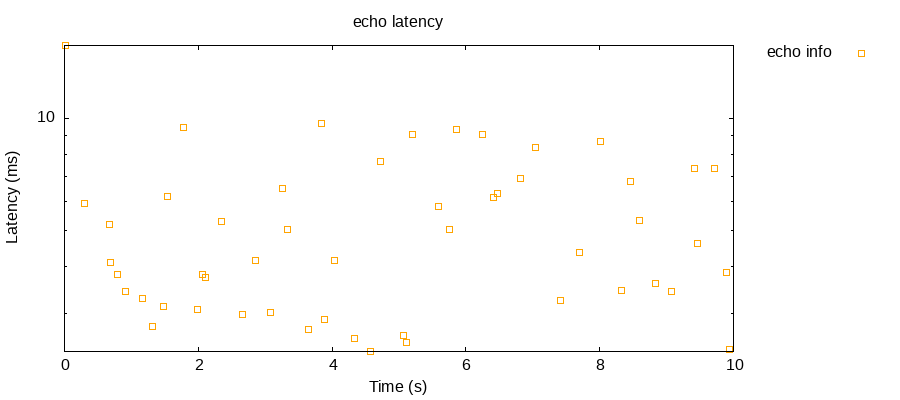 echo latency
echo info
10
Latency (ms)
0 2 4 6 8 10
Time (s)